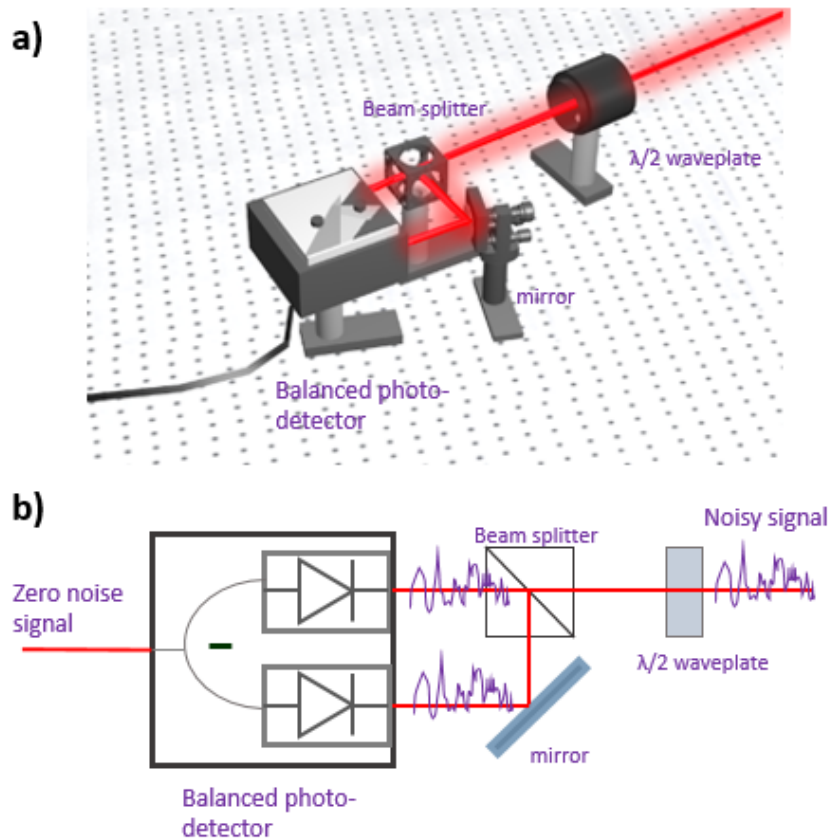 a)
Beam splitter
λ/2 waveplate
mirror
Balanced photo-
detector
b)
Noisy signal
Beam splitter
Zero noise
signal
λ/2 waveplate
mirror
Balanced photo-
detector